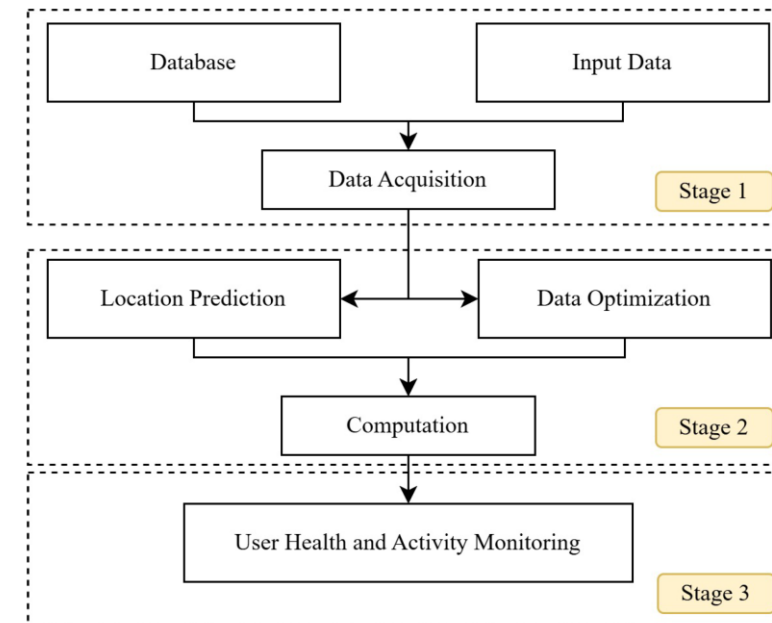 Database
Input Data
Data Acquisition
Stage 1
Location Prediction
Data Optimization
Computation
Stage 2
User Health and Activity Monitoring
Stage 3